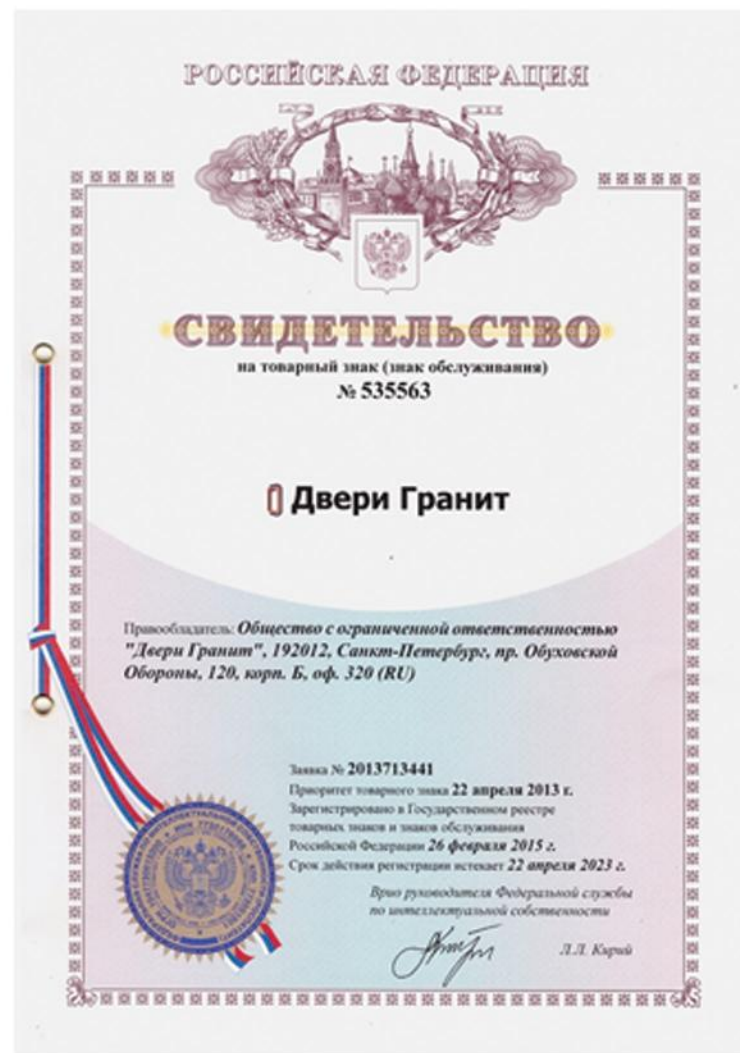 РОССИЙСКАЯ ФЕДЕРАЦИЯ
СВИДЕТЕЛЬСТВО
на товарный знак (знак обслуживания)
№ 535563
Двери Гранит
Правообладатель: Общество с ограниченной ответственностью
"Двери Гранит", 192012, Санкт-Петербург, пр. Обуховской
Обороны, 120, корп. Б, оф. 320 (RU)
Заявка № 2013713441
Приоритет товарного знака 22 апреля 2013 г.
Зарегистрировано в Государственном реестре
товарных знаков и знаков обслуживания
Российской Федерации 26 февраля 2015 г.
Срок действия регистрации истекает 22 апреля 2023 г.
Врио руководителя Федеральной службы
по интеллектуальной собственности
Л.Л. Кирий